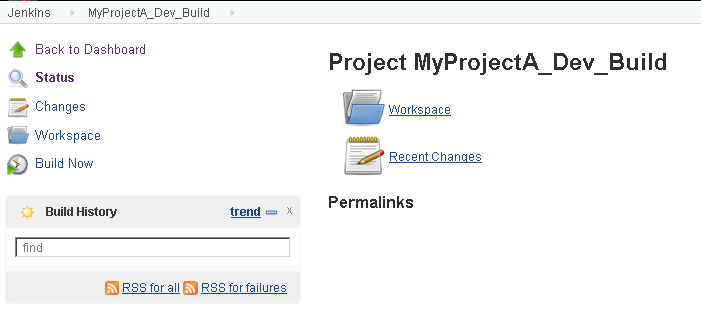 Jenkins MyProjectA_Dev_Build
Back to Dashboard
Status
Changes
Workspace
Build Now
Build History trend x
find
RSS for all RSS for failures
Project MyProjectA_Dev_Build
Workspace
Recent Changes
Permalinks